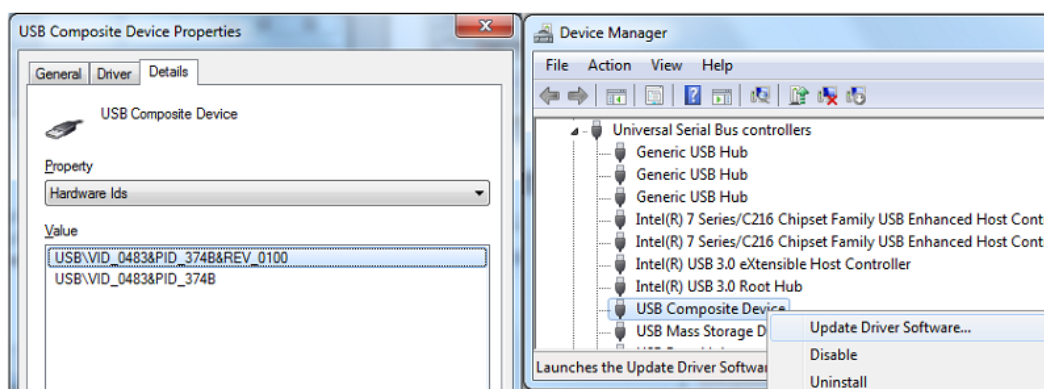 USB Composite Device Properties
General
Driver
Details
USB Composite Device
Property
Hardware Ids
Value
USB\VID_0483&PID_374B&REV_0100
USB\VID_0483&PID_374B
Device Manager
File Action View Help
Universal Serial Bus controllers
Generic USB Hub
Generic USB Hub
Generic USB Hub
Intel(R) 7 Series/C216 Chipset Family USB Enhanced Host Cont
Intel(R) 7 Series/C216 Chipset Family USB Enhanced Host Cont
Intel(R) USB 3.0 eXtensible Host Controller
Intel(R) USB 3.0 Root Hub
USB Composite Device
USB Mass Storage D
Launches the Update Driver Softwa
Update Driver Software...
Disable
Uninstall